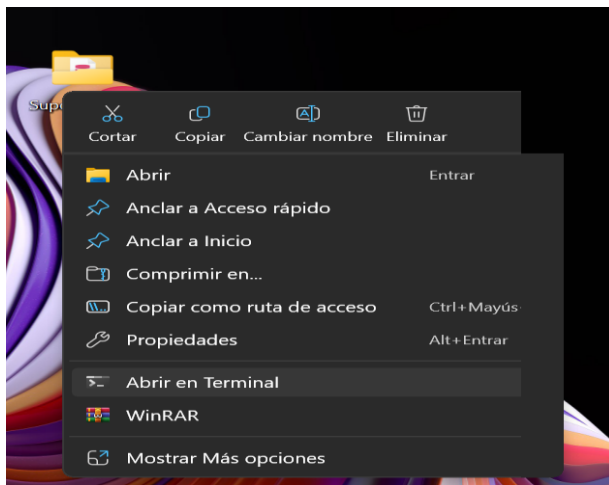 Supe
Cortar Copiar Cambiar nombre Eliminar
Abrir Entrar
Anclar a Acceso rápido
Anclar a Inicio
Comprimir en...
Copiar como ruta de acceso Ctrl+Mayús
Propiedades Alt+Entrar
Abrir en Terminal
WinRAR
Mostrar Más opciones